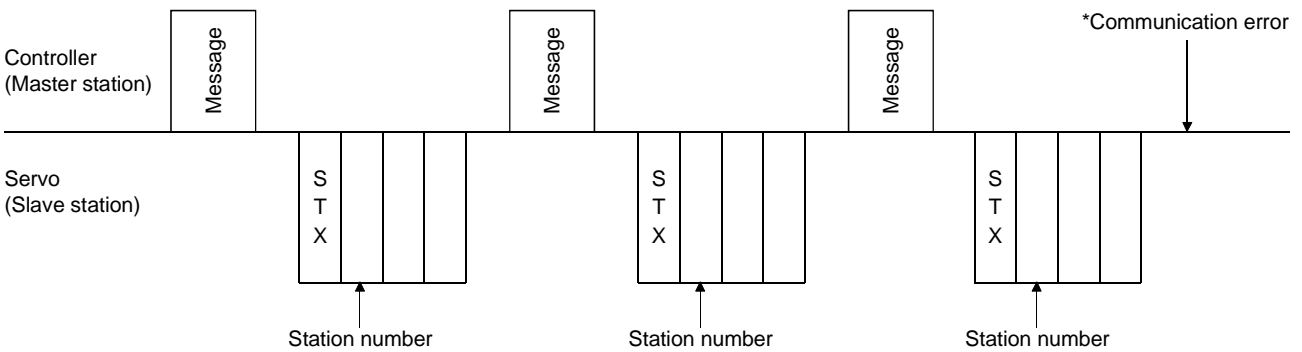 *Communication error
Controller
(Master station)
Message
Message
Message
Servo
(Slave station)
S
T
X
S
T
X
S
T
X
Station number
Station number
Station number